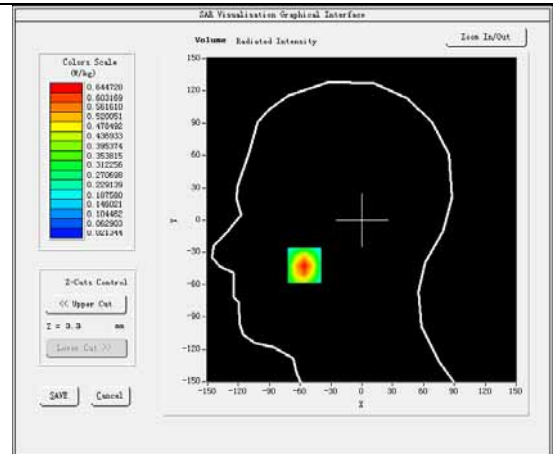 SAR Visualisation Graphical Interface
Volume Radiated Intensity
Zoom In/Out
Colors Scale
(W/kg)
0.644728
0.603169
0.561610
0.520051
0.478492
0.436933
0.395374
0.353815
0.312256
0.270698
0.229139
0.187580
0.146021
0.104462
0.062903
0.021344
Z-Cuts Control
<< Upper Cut
Z = 3.3 mm
Lower Cut >>
SAVE
Cancel
150
120
90
60
30
0
-30
-60
-90
-120
-150
Y
-150 -120 -90 -60 -30 0 30 60 90 120 150
X